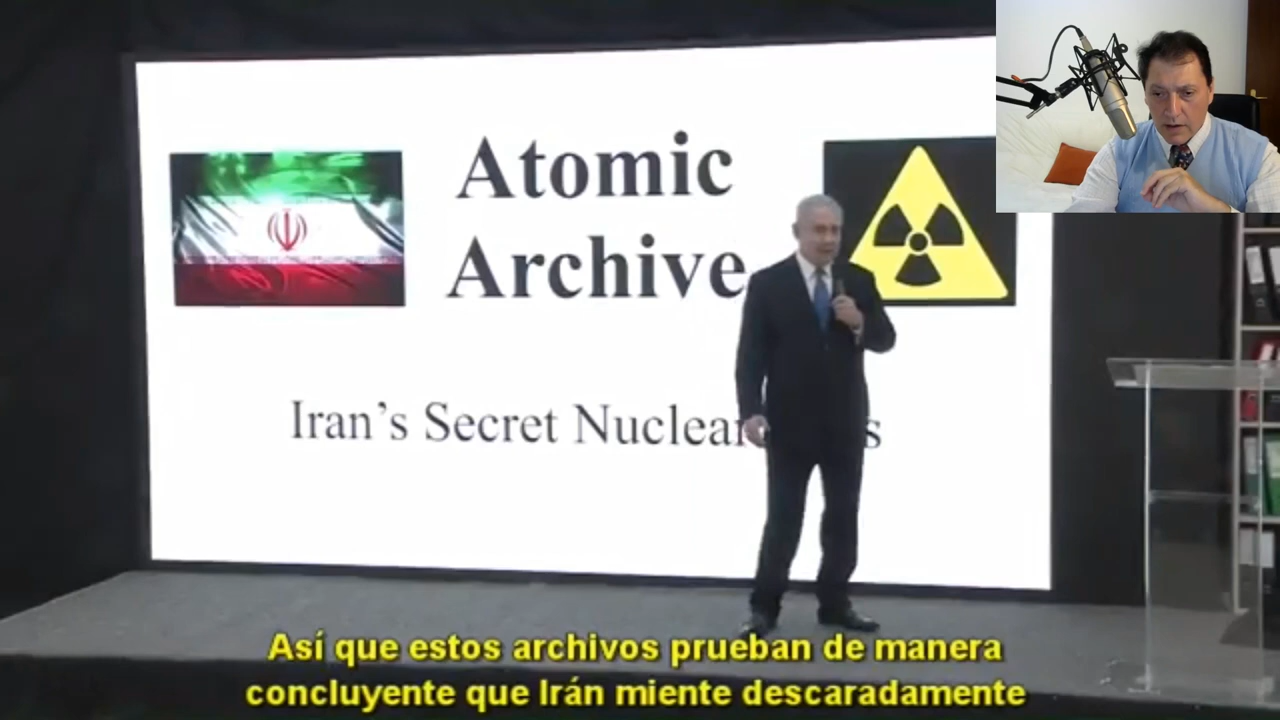 Atomic
Archive
Iran's Secret Nuclear s
Así que estos archivos prueban de manera
concluyente que Irán miente descaradamente